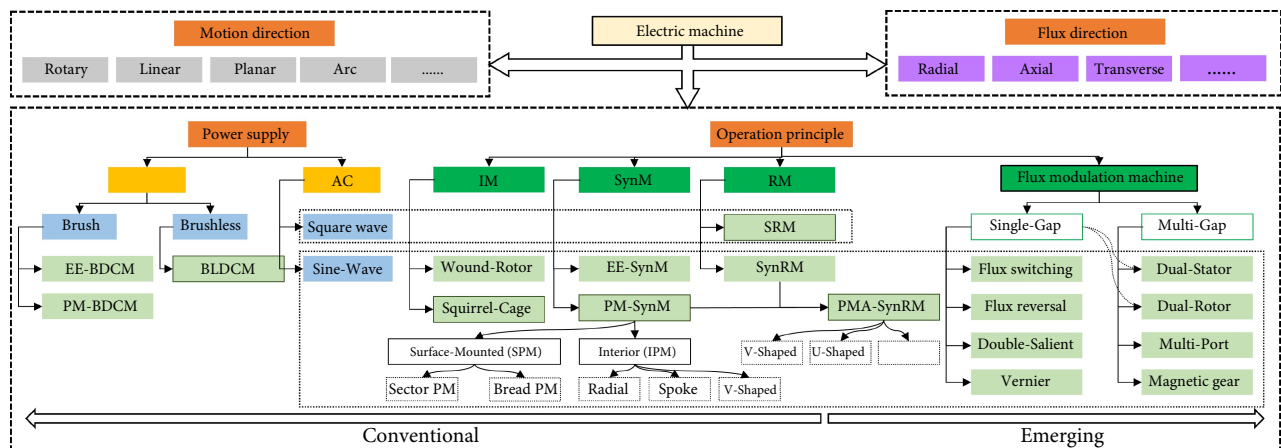 Motion direction
Rotary Linear Planar Arc ......
Electric machine
Flux direction
Radial Axial Transverse ......
Power supply
Operation principle
AC IM SynM RM Flux modulation machine
Brush Brushless Square wave SRM Single-Gap Multi-Gap
EE-BDCM BLDCM Sine-Wave Wound-Rotor EE-SynM SynRM Flux switching Dual-Stator
PM-BDCM Squirrel-Cage PM-SynM PMA-SynRM Flux reversal Dual-Rotor
Surface-Mounted (SPM) Interior (IPM) V-Shaped U-Shaped Double-Salient Multi-Port
Sector PM Bread PM Radial Spoke V-Shaped Vernier Magnetic gear
Conventional Emerging